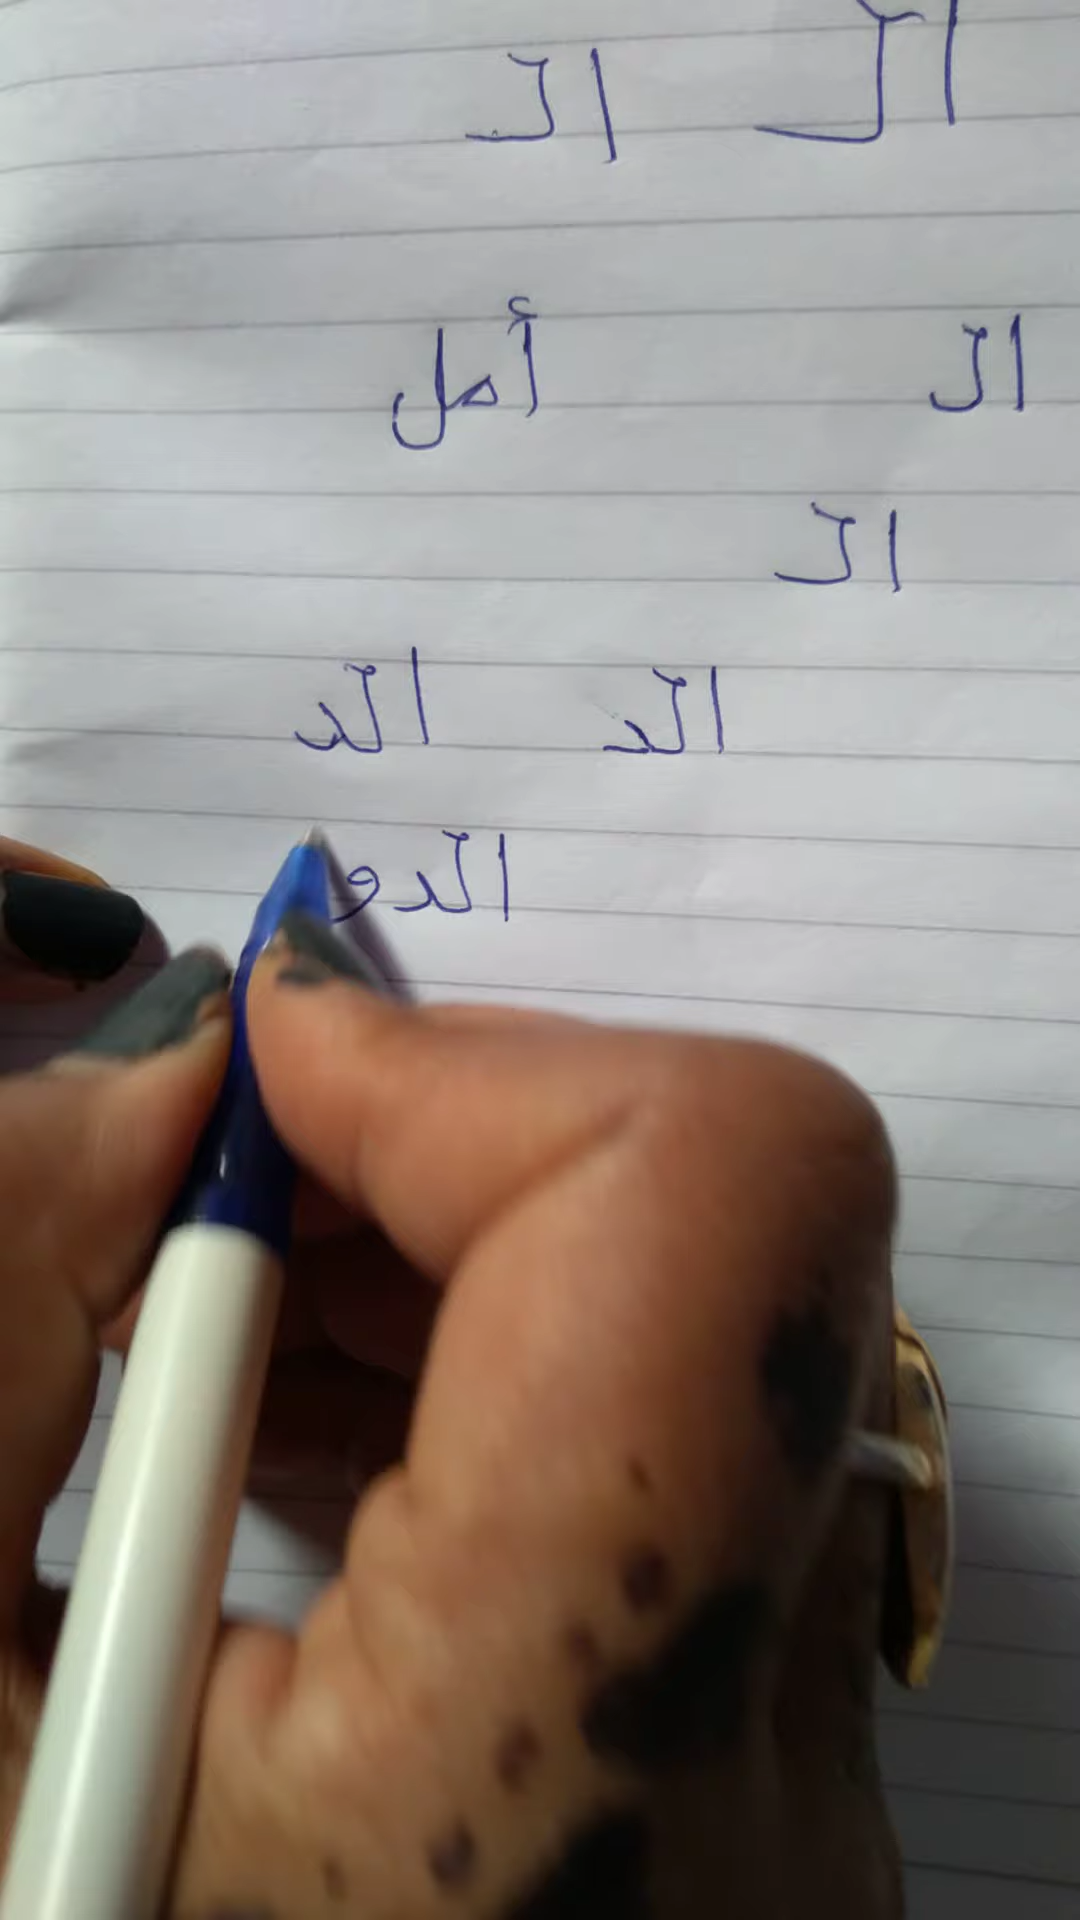 ال ال
ال أمل
ال
الد الد
الدو